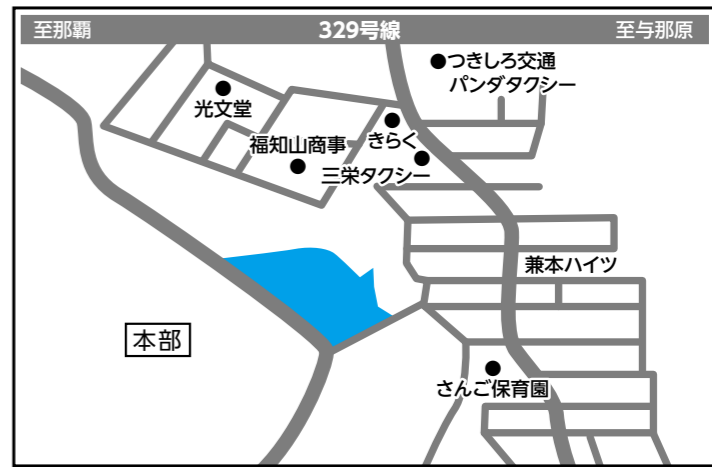 至那覇
329号線
至与那原
つきしろ交通
パンダタクシー
光文堂
福知山商事
きらく
三栄タクシー
兼本ハイツ
本部
さんご保育園